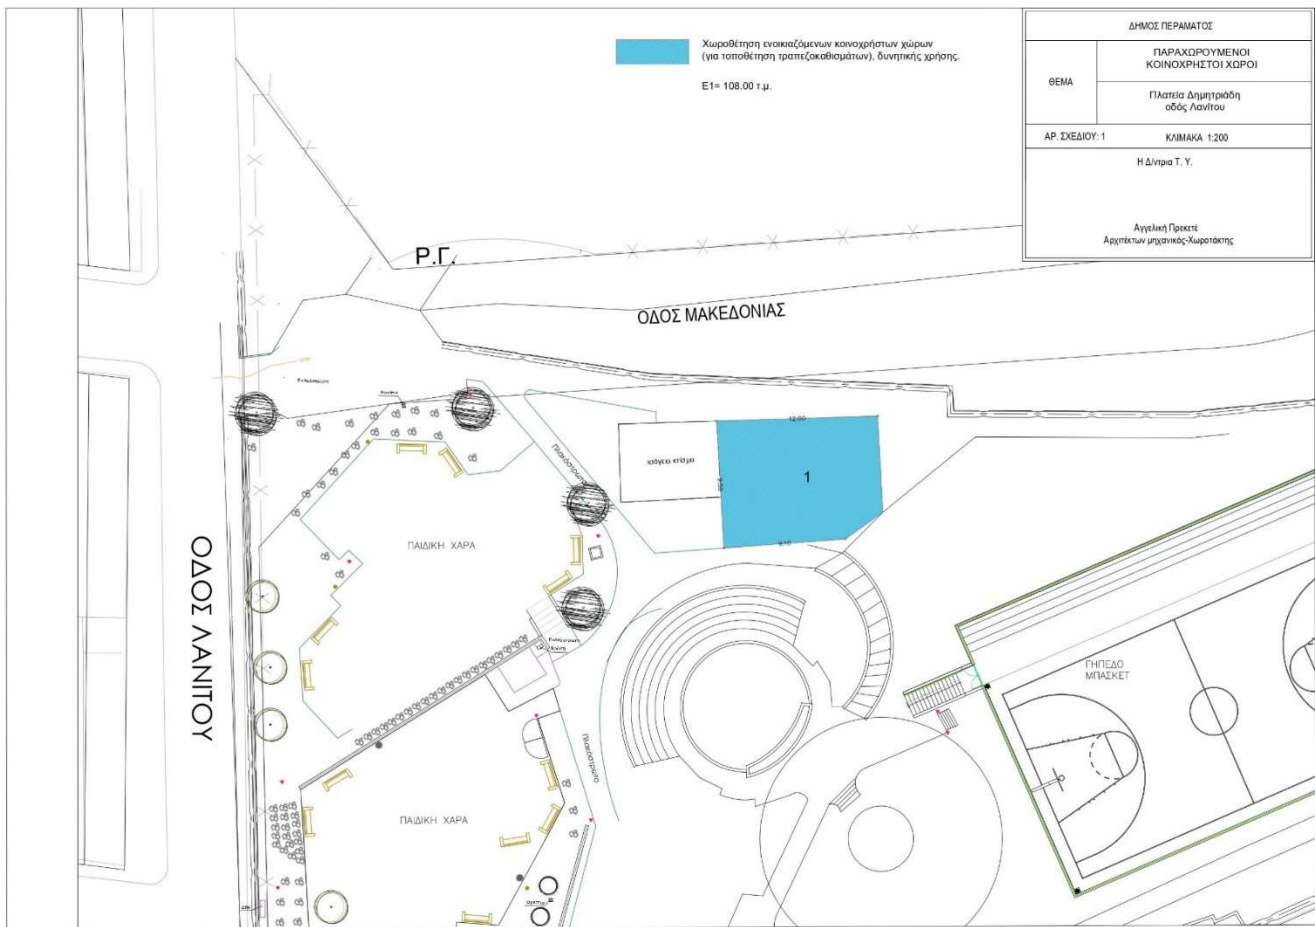 Χωροθέτηση ενοικιαζόμενων κοινοχρήστων χώρων
(για τοποθέτηση τραπεζοκαθισμάτων), δυνητικής χρήσης.
Ε1= 108.00 τ.μ.
ΔΗΜΟΣ ΠΕΡΑΜΑΤΟΣ
ΘΕΜΑ
ΠΑΡΑΧΩΡΟΥΜΕΝΟΙ
ΚΟΙΝΟΧΡΗΣΤΟΙ ΧΩΡΟΙ
Πλατεία Δημητριάδη
οδός Λανίτου
ΑΡ. ΣΧΕΔΙΟΥ: 1
ΚΛΙΜΑΚΑ 1:200
Η Δ/ντρια Τ. Υ.
Αγγελική Πρεκετέ
Αρχιτέκτων μηχανικός-Χωροτάκτης
Ρ.Γ.
ΟΔΟΣ ΜΑΚΕΔΟΝΙΑΣ
12.00
ισόγειο κτίσμα
1
9.10
Πλακόστρωτο
ΠΑΙΔΙΚΗ ΧΑΡΑ
ΟΔΟΣ ΛΑΝΙΤΟΥ
ΓΗΠΕΔΟ
ΜΠΑΣΚΕΤ
Πλακόστρωτο
ΠΑΙΔΙΚΗ ΧΑΡΑ